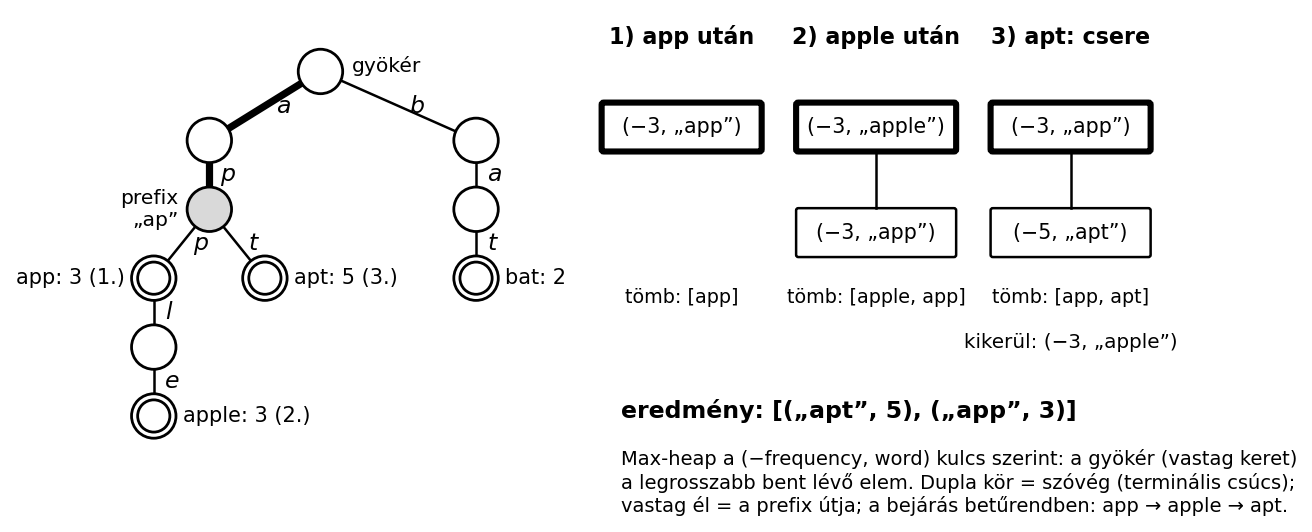 gyökér
a
b
p
a
prefix
„ap”
p
t
t
app: 3 (1.)
apt: 5 (3.)
bat: 2
l
e
apple: 3 (2.)
1) app után
2) apple után
3) apt: csere
(−3, „app”)
(−3, „apple”)
(−3, „app”)
(−3, „app”)
(−5, „apt”)
tömb: [app]
tömb: [apple, app]
tömb: [app, apt]
kikerül: (−3, „apple”)
eredmény: [(„apt”, 5), („app”, 3)]
Max-heap a (−frequency, word) kulcs szerint: a gyökér (vastag keret)
a legrosszabb bent lévő elem. Dupla kör = szóvég (terminális csúcs);
vastag él = a prefix útja; a bejárás betűrendben: app → apple → apt.